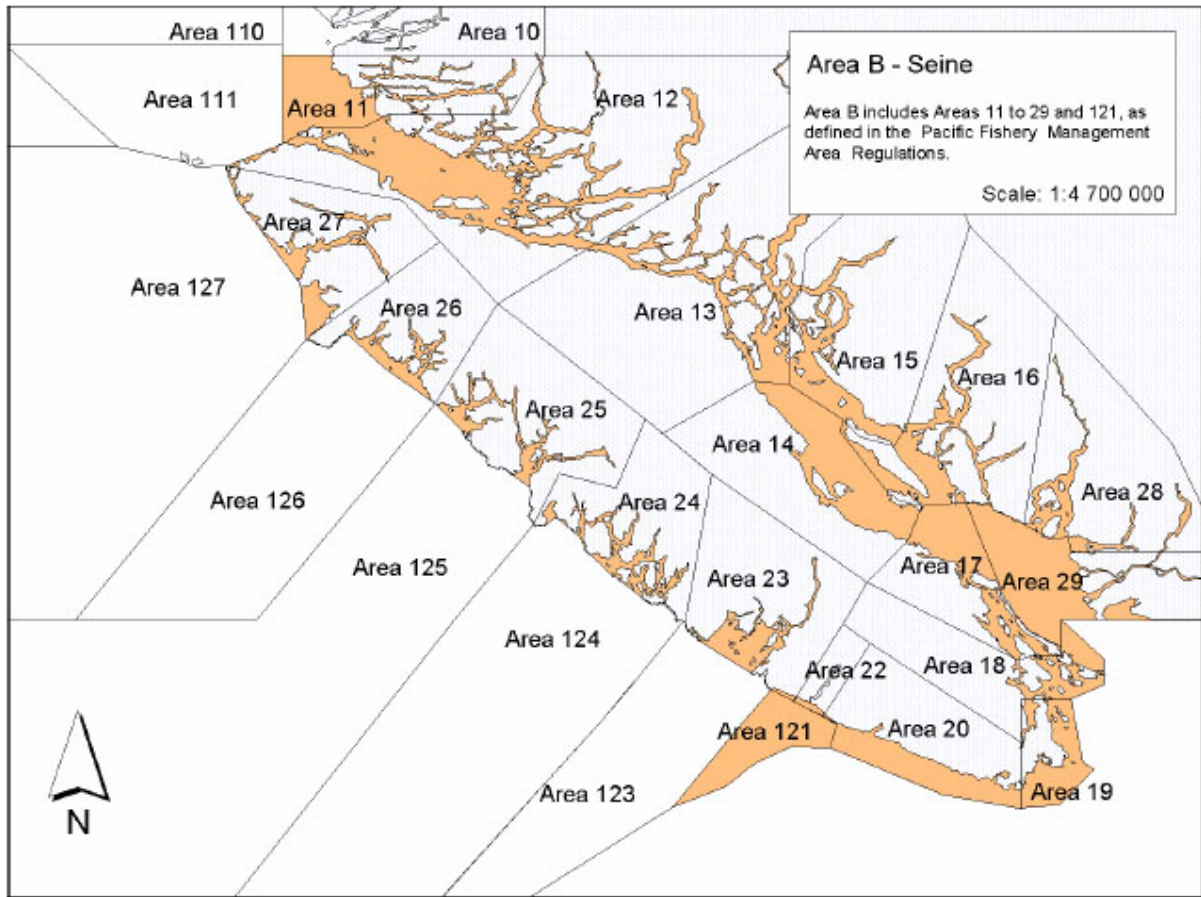 Area 110
Area 10
Area 111
Area 11
Area 12
Area B - Seine
Area B includes Areas 11 to 29 and 121, as
defined in the Pacific Fishery Management
Area Regulations.
Scale: 1:4 700 000
Area 27
Area 127
Area 26
Area 13
Area 15
Area 16
Area 25
Area 14
Area 126
Area 24
Area 28
Area 125
Area 23
Area 17
Area 29
Area 124
Area 22
Area 18
Area 121
Area 20
Area 123
Area 19
N